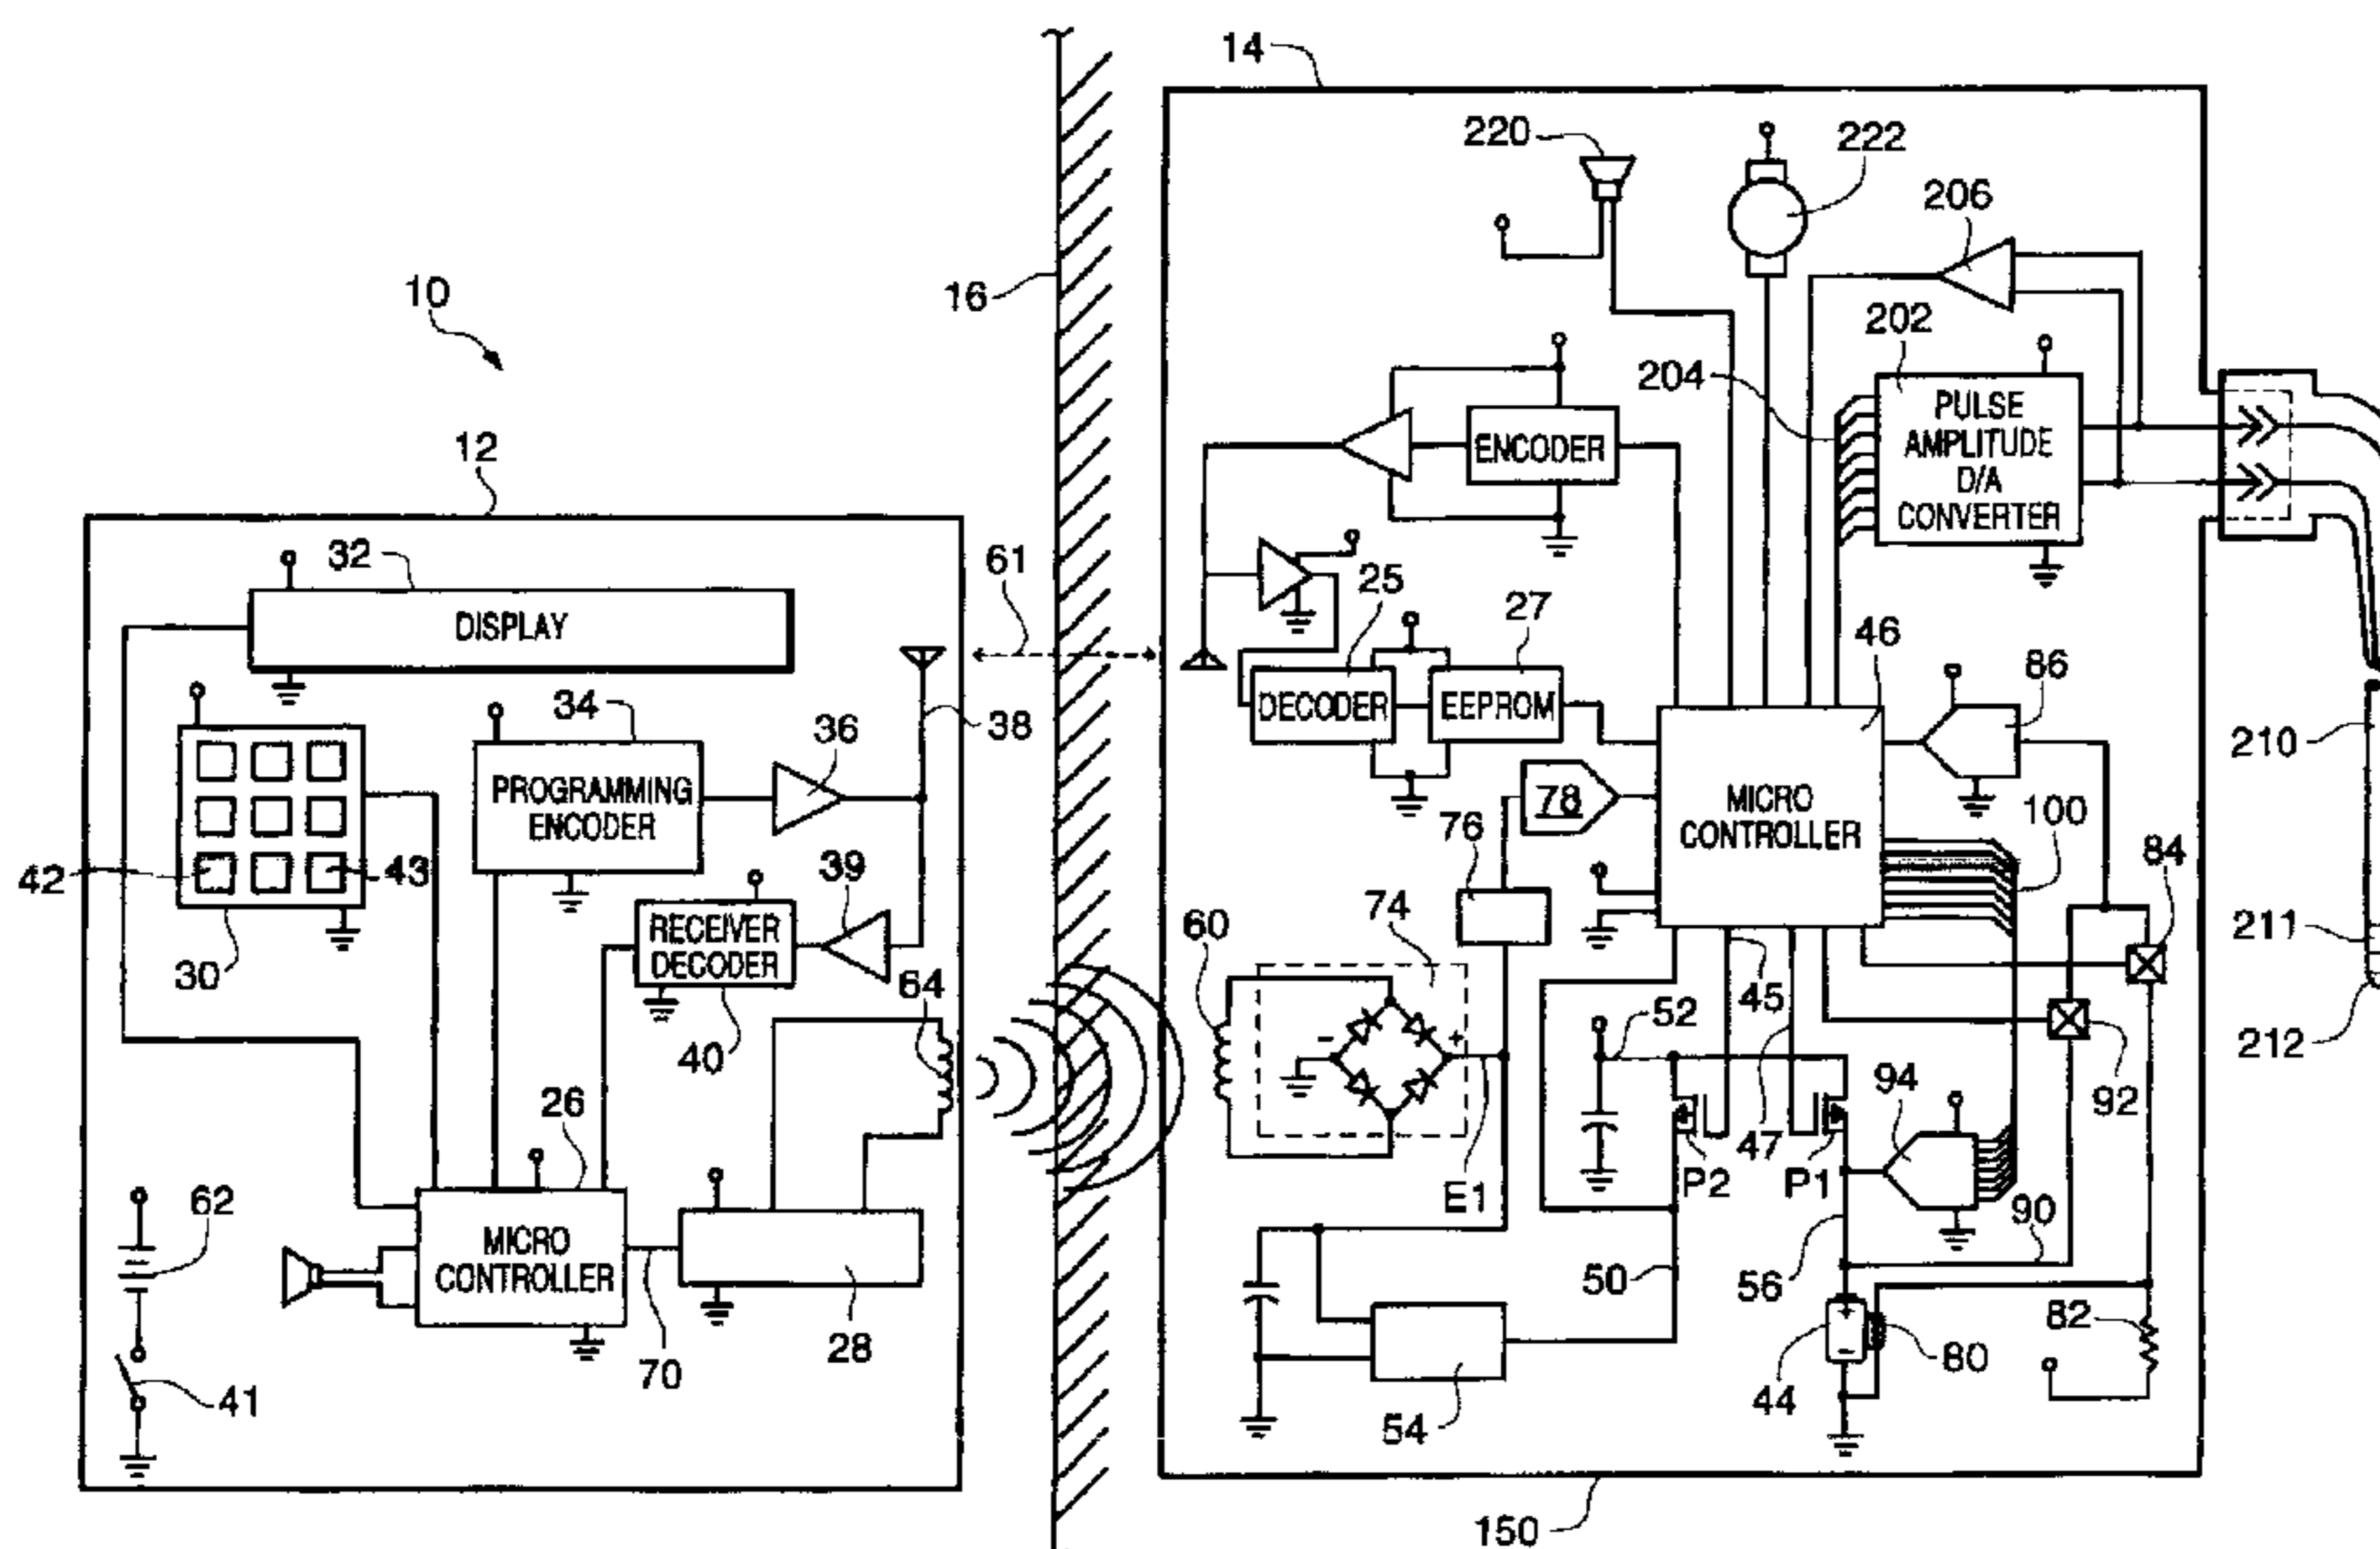 14
220
222
206
10
16
202
204
PULSE
AMPLITUDE
D/A
CONVERTER
ENCODER
12
32
61
DISPLAY
25
27
46
86
38
34
36
DECODER
EEPROM
210
PROGRAMMING
ENCODER
78
MICRO
CONTROLLER
100
76
84
42
43
39
RECEIVER
DECODER
60
74
211
30
64
45
52
- +
212
40
26
47
94
92
P2
P1
62
E1
90
MICRO
CONTROLLER
50
56
28
70
+
-
82
80
41
44
54
150